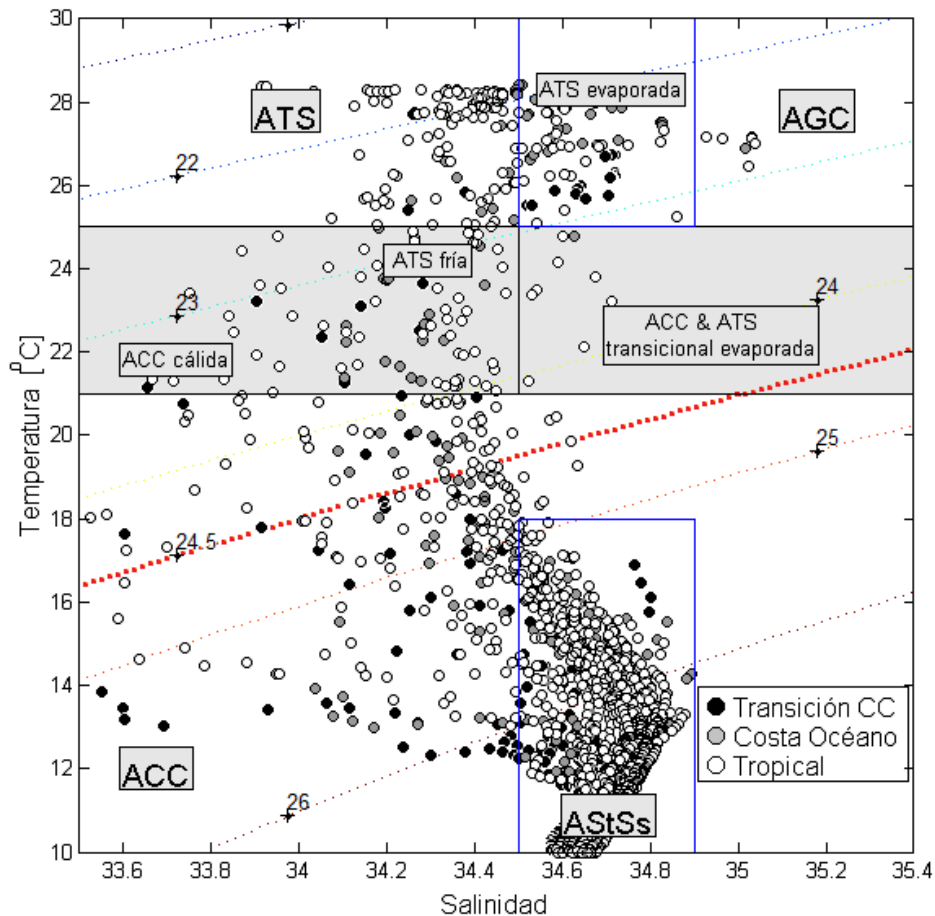 30
28
26
24
22
20
18
16
14
12
10
Temperatura [ºC]
ATS
ATS evaporada
AGC
22
ATS fría
23
24
ACC cálida
ACC & ATS
transicional evaporada
25
24.5
Transición CC
Costa Océano
Tropical
ACC
26
AStSs
33.6
33.8
34
34.2
34.4
34.6
34.8
35
35.2
35.4
Salinidad